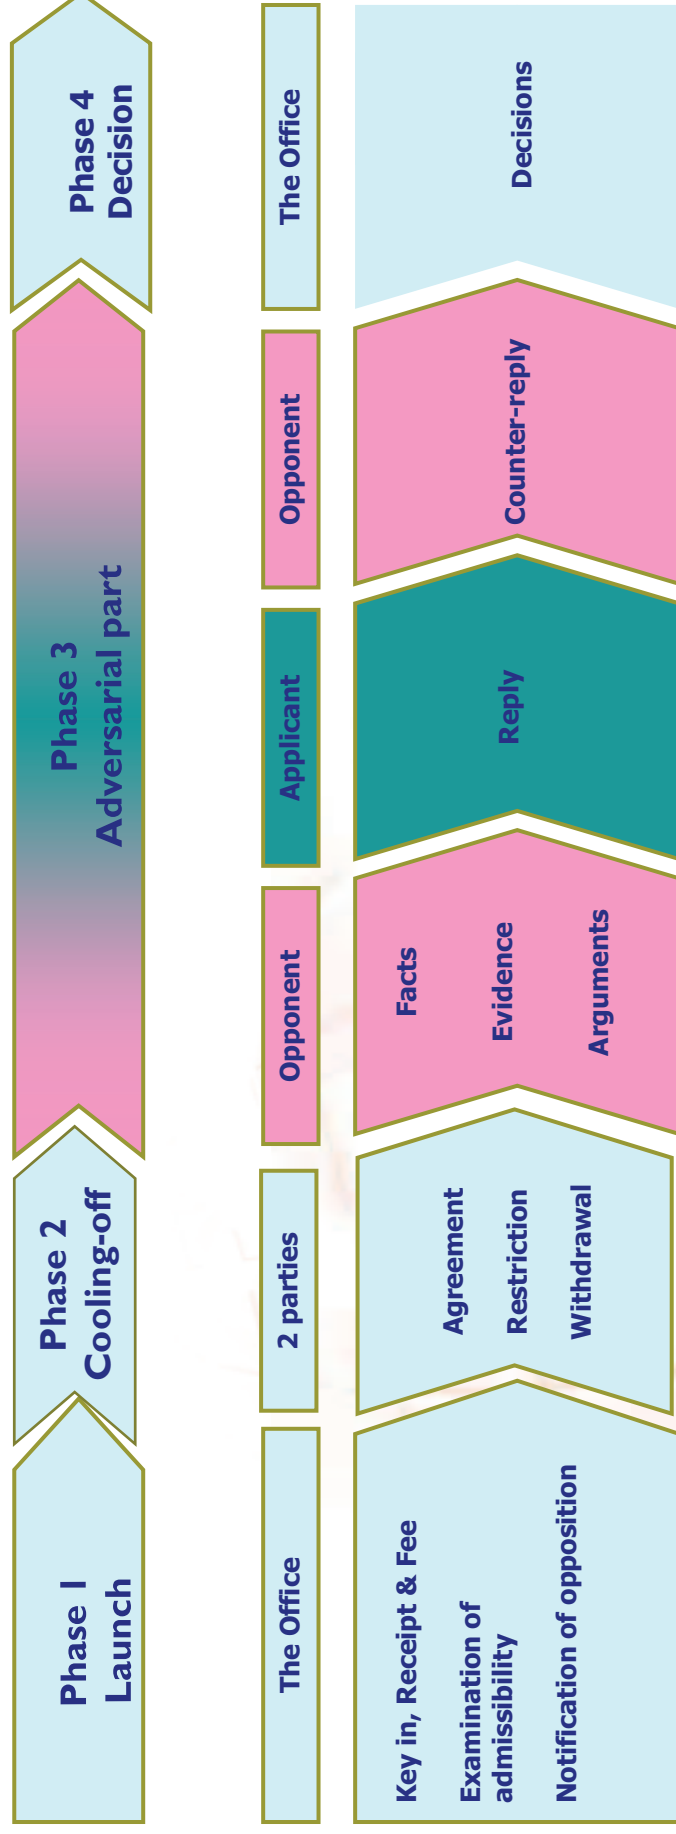 Phase 1
Launch
Phase 2
Cooling-off
Phase 3
Adversarial part
Phase 4
Decision
The Office
2 parties
Opponent
Applicant
Opponent
The Office
Key in, Receipt & Fee
Examination of
admissibility
Notification of opposition
Agreement
Restriction
Withdrawal
Facts
Evidence
Arguments
Reply
Counter-reply
Decisions